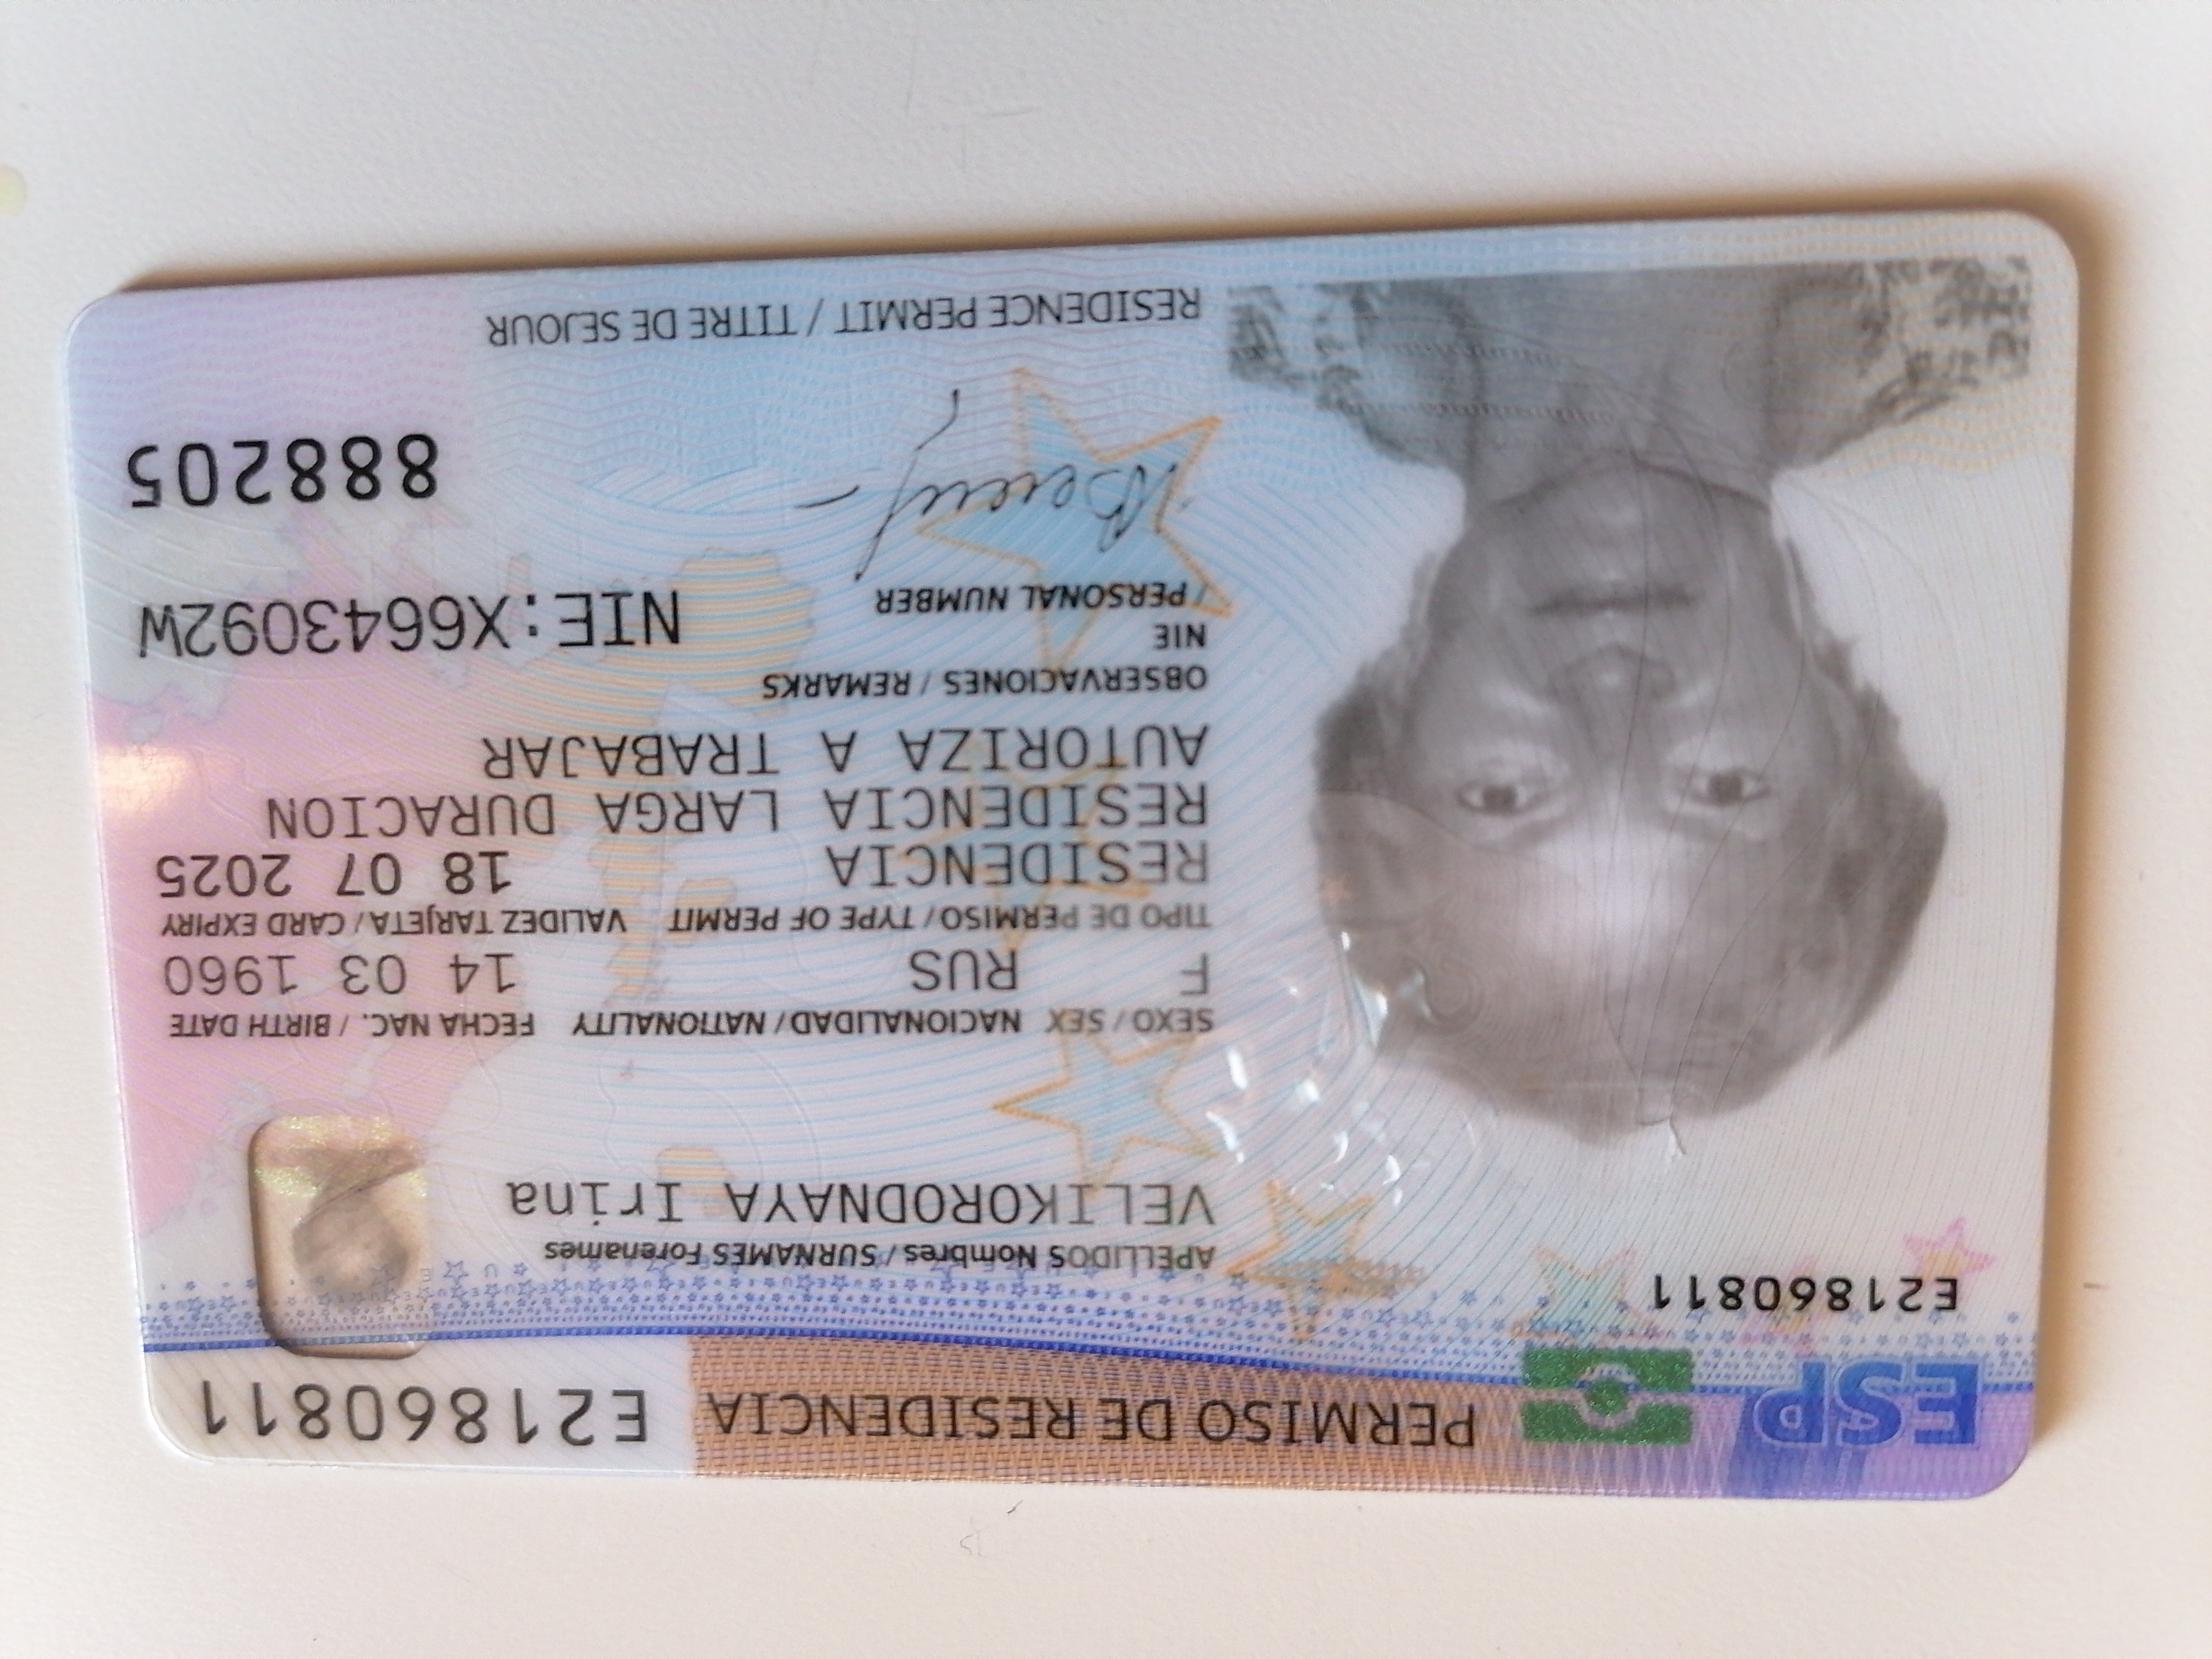 ESP
PERMISO DE RESIDENCIA
E21860811
E21860811
APELLIDOS Nombres / SURNAMES Forenames
VELIKORODNAYA Irina
SEXO / SEX NACIONALIDAD / NATIONALITY FECHA NAC. / BIRTH DATE
F RUS 14 03 1960
TIPO DE PERMISO / TYPE OF PERMIT VALIDEZ TARJETA / CARD EXPIRY
RESIDENCIA 18 07 2025
RESIDENCIA LARGA DURACION
AUTORIZA A TRABAJAR
OBSERVACIONES / REMARKS
NIE
/ PERSONAL NUMBER
NIE:X6643092W
888205
RESIDENCE PERMIT / TITRE DE SEJOUR